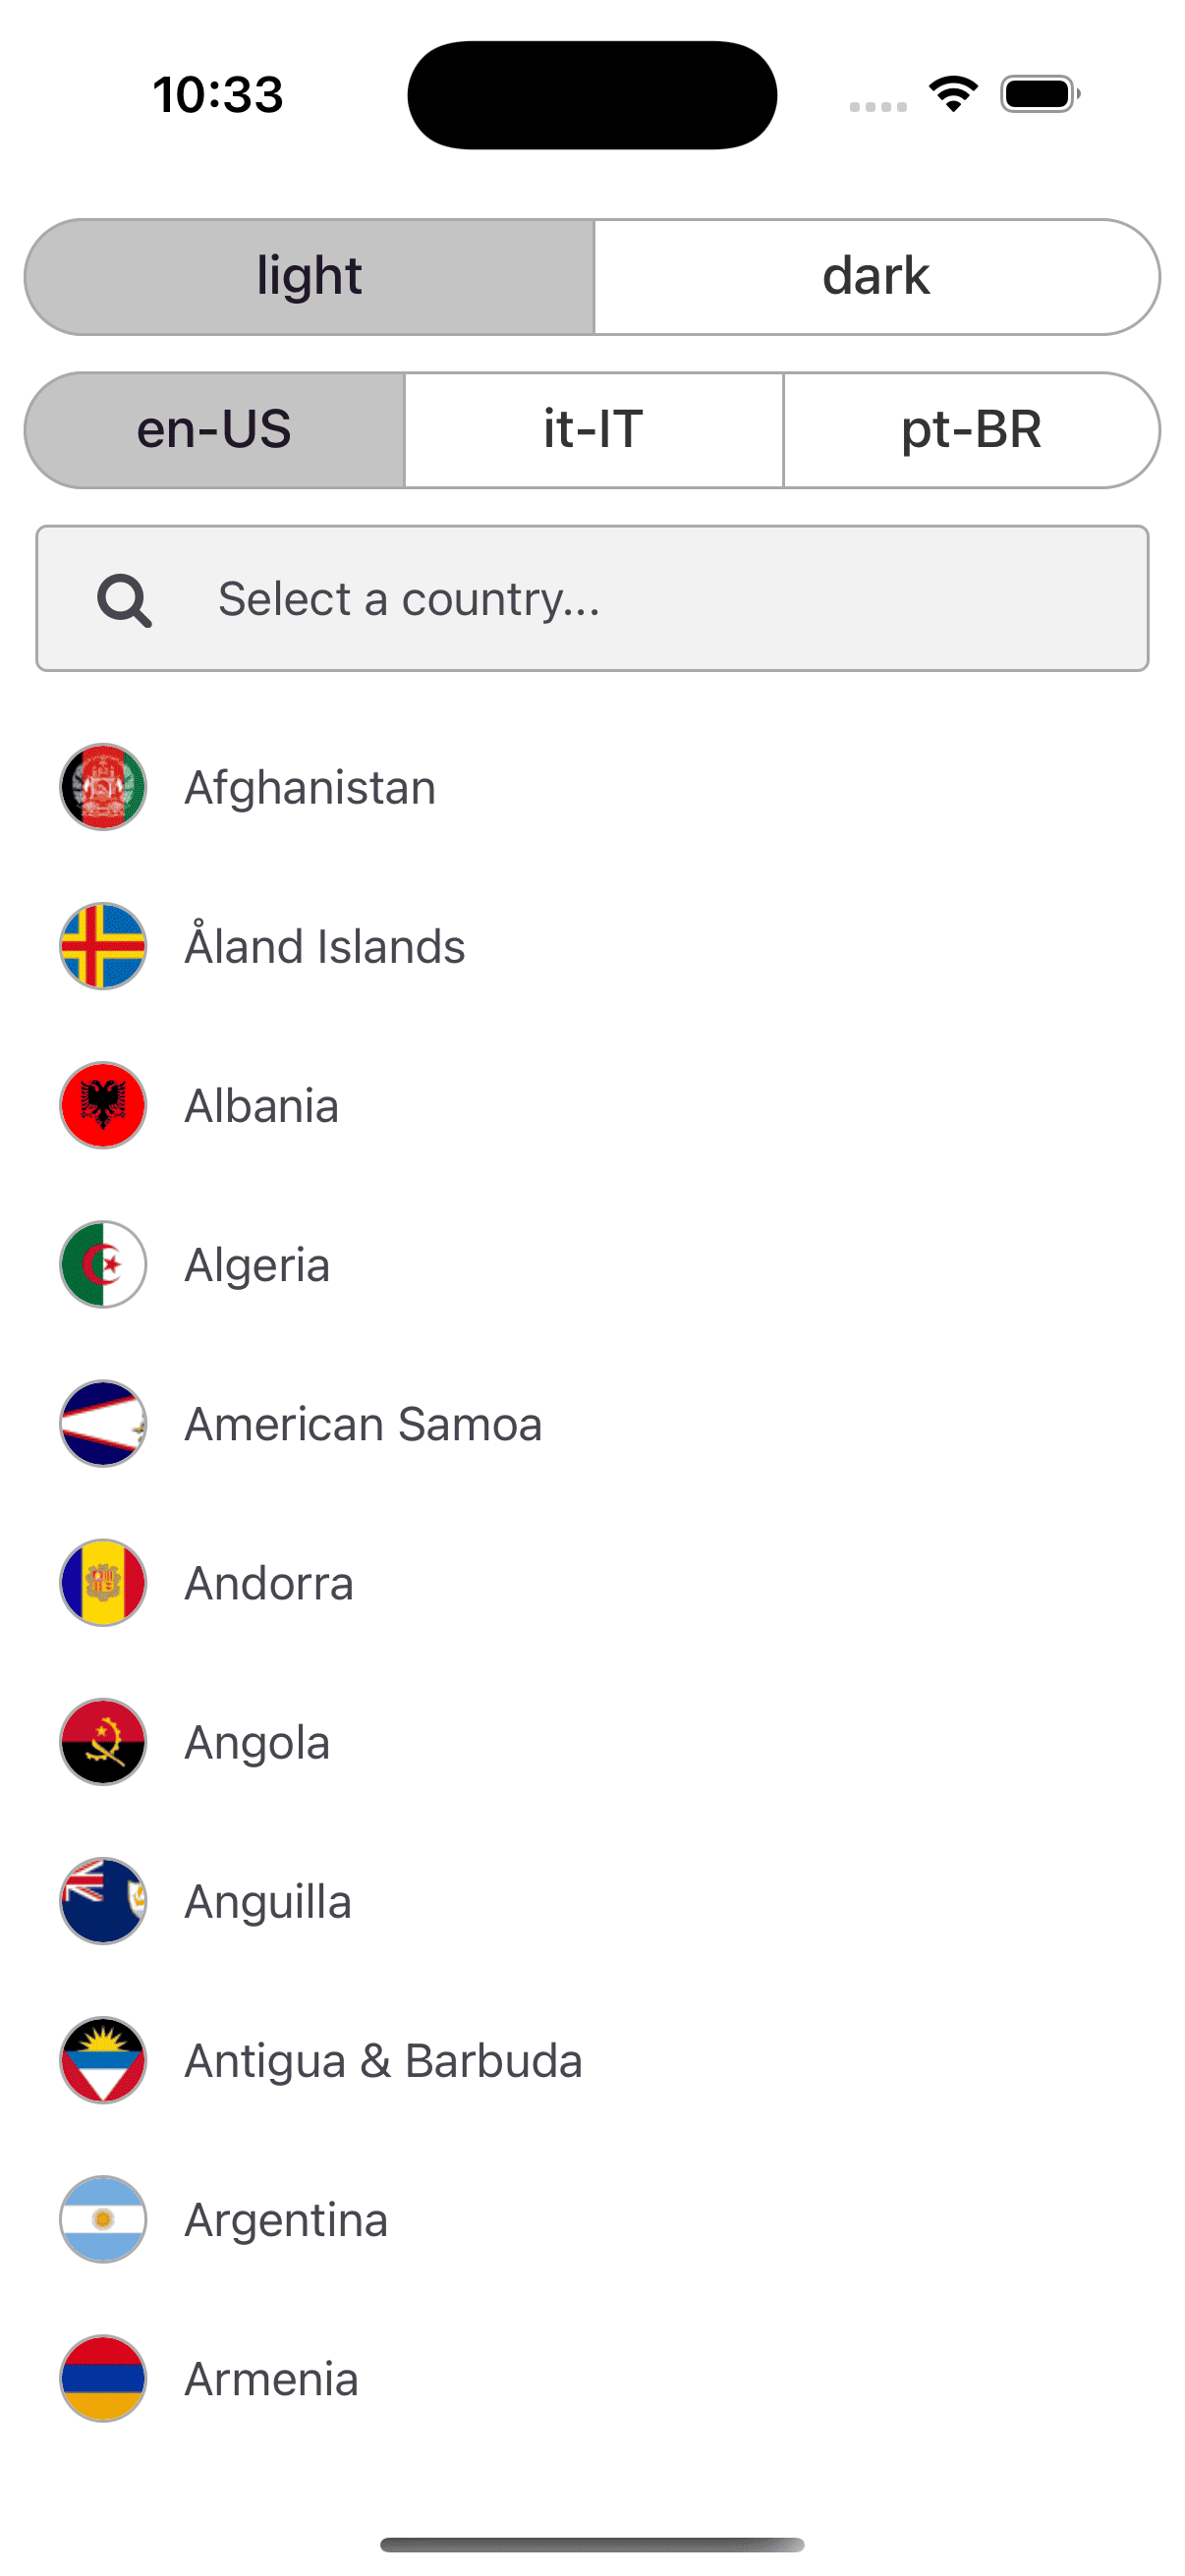 10:33
light dark
en-US it-IT pt-BR
Select a country...
Afghanistan
Åland Islands
Albania
Algeria
American Samoa
Andorra
Angola
Anguilla
Antigua & Barbuda
Argentina
Armenia